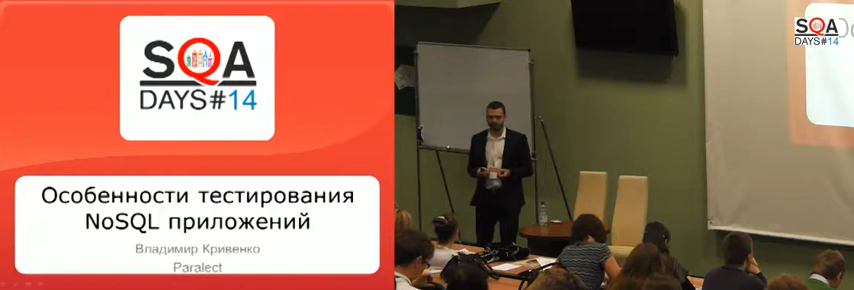 SQA
DAYS#14
Особенности тестирования
NoSQL приложений
Владимир Кривенко
Paralect
SQA
DAYS#14